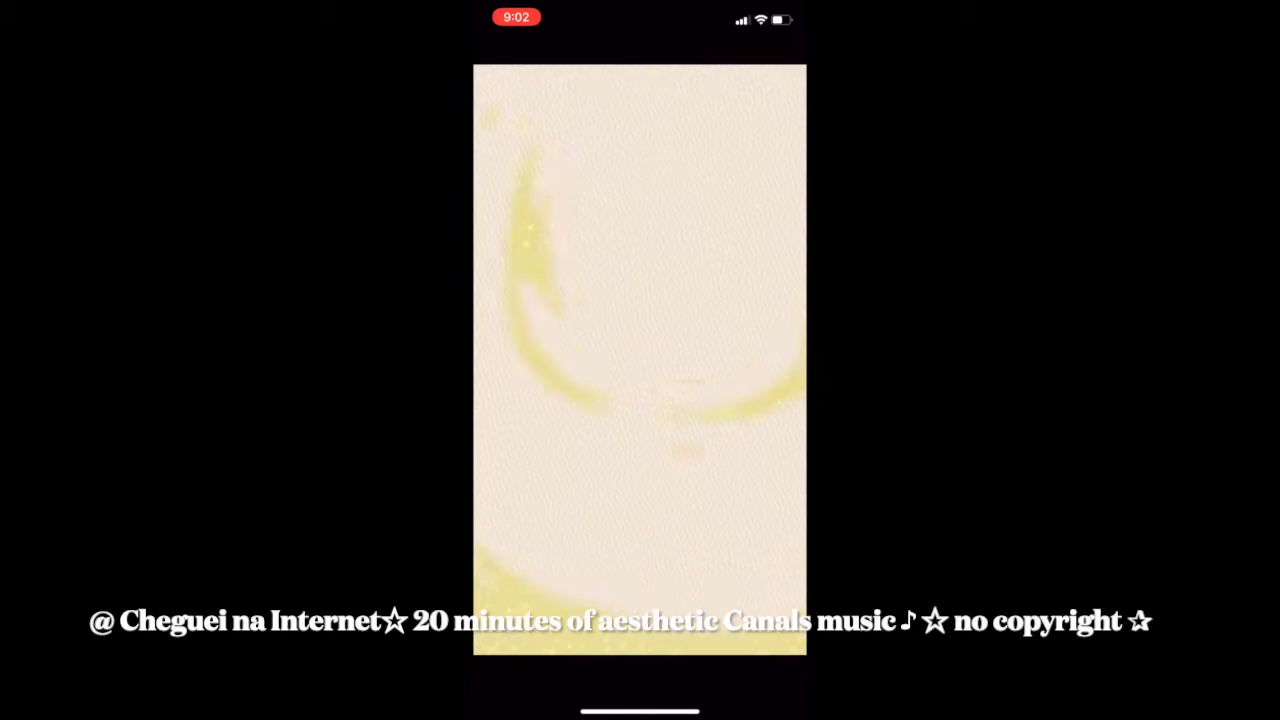 9:02
@ Cheguei na Internet☆ 20 minutes of aesthetic Canals music ♪ ☆ no copyright ✰